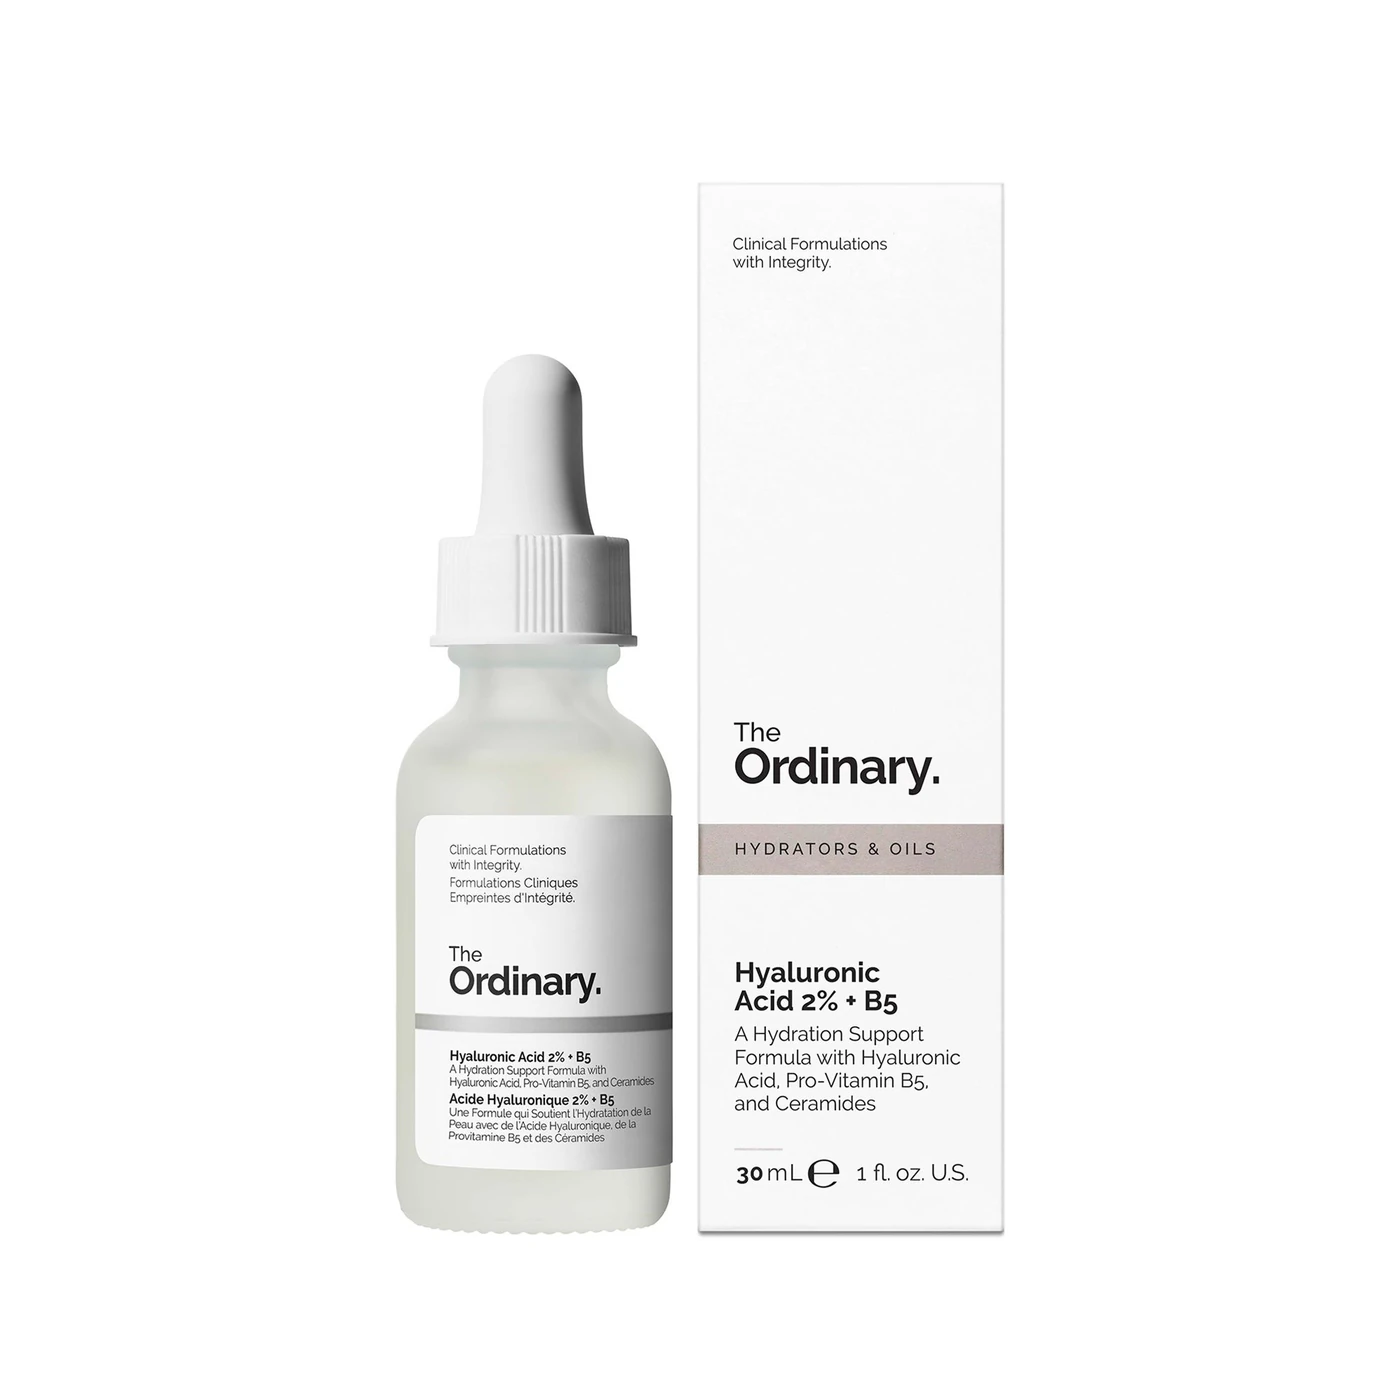 Clinical Formulations
with Integrity.
Formulations Cliniques
Empreintes d'Intégrité.
The
Ordinary.
Hyaluronic Acid 2% + B5
A Hydration Support Formula with
Hyaluronic Acid, Pro-Vitamin B5, and Ceramides
Acide Hyaluronique 2% + B5
Une Formule qui Soutient l'Hydratation de la
Peau avec de l'Acide Hyaluronique, de la
Provitamine B5 et des Céramides
Clinical Formulations
with Integrity.
The
Ordinary.
HYDRATORS & OILS
Hyaluronic
Acid 2% + B5
A Hydration Support
Formula with Hyaluronic
Acid, Pro-Vitamin B5,
and Ceramides
30 mL ℮ 1 fl. oz. U.S.